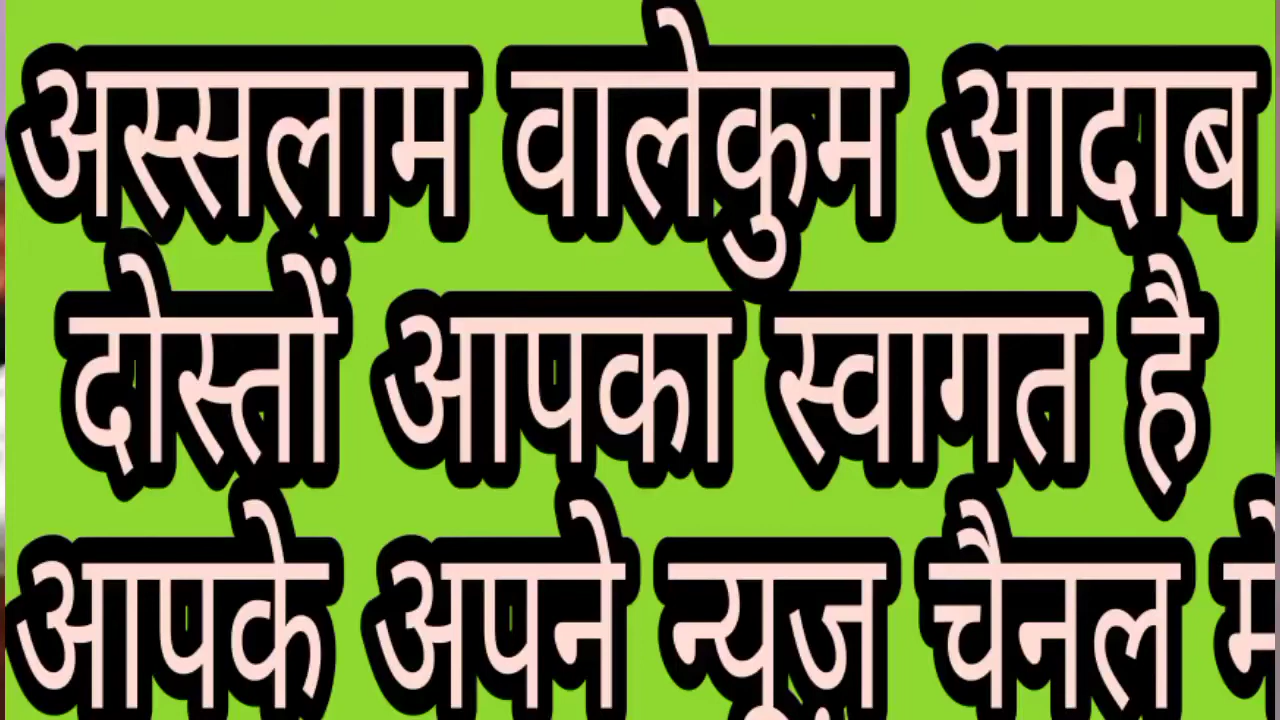 अस्सलाम वालेकुम आदाब
दोस्तों आपका स्वागत है
आपके अपने न्यूज़ चैनल